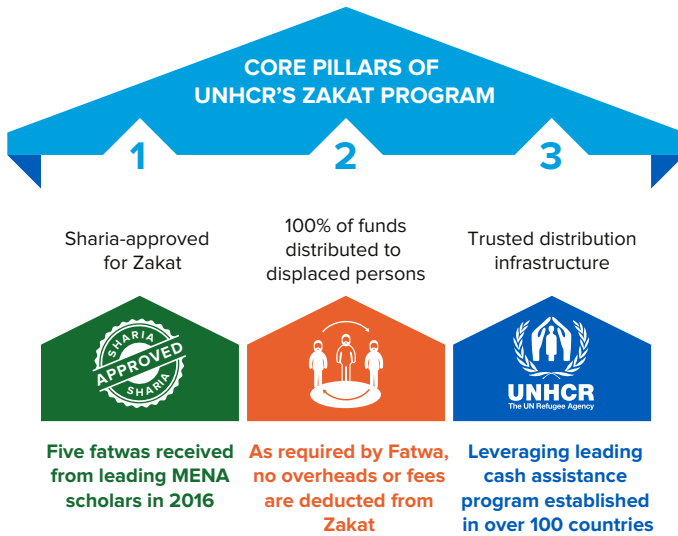 CORE PILLARS OF
UNHCR'S ZAKAT PROGRAM
1
2
3
Sharia-approved
for Zakat
100% of funds
distributed to
displaced persons
Trusted distribution
infrastructure
SHARIA
APPROVED
SHARIA
UNHCR
The UN Refugee Agency
Five fatwas received
from leading MENA
scholars in 2016
As required by Fatwa,
no overheads or fees
are deducted from
Zakat
Leveraging leading
cash assistance
program established
in over 100 countries